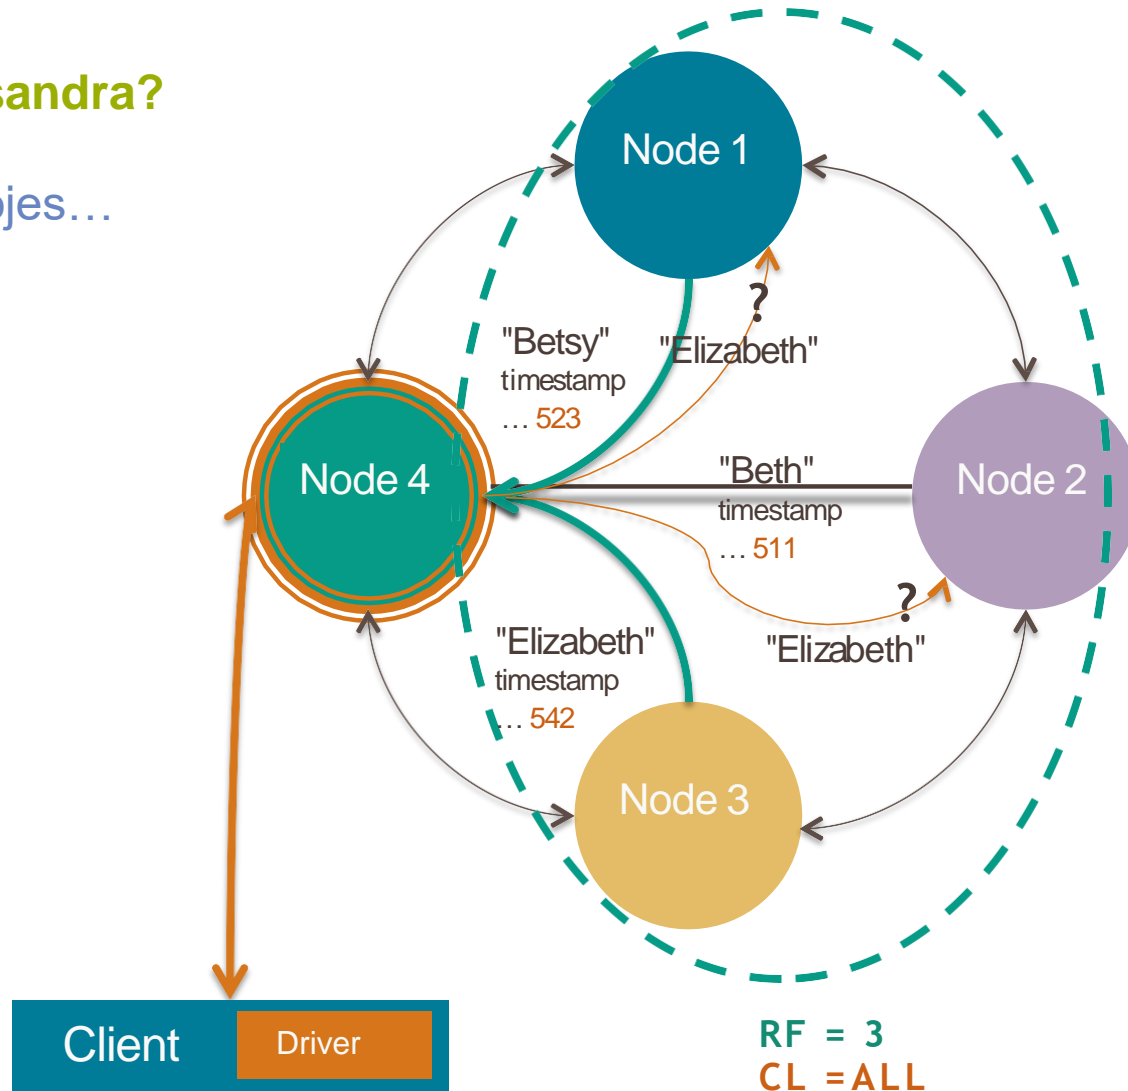 sandra?
ojes…
Node 1
?
"Elizabeth"
"Betsy"
timestamp
… 523
Node 4
"Beth"
timestamp
… 511
Node 2
?
"Elizabeth"
"Elizabeth"
timestamp
… 542
Node 3
Client
Driver
RF = 3
CL =ALL